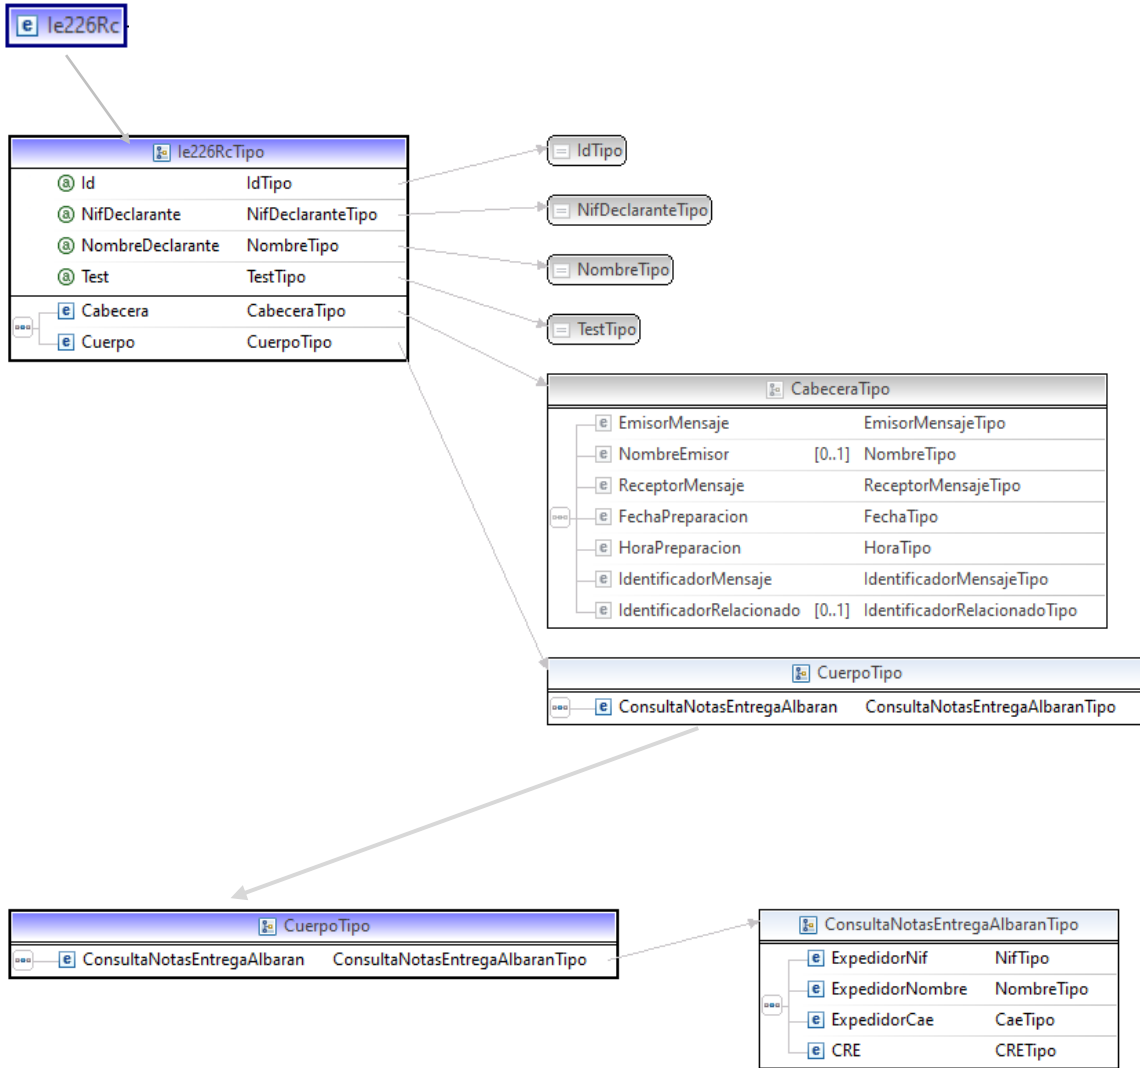 Ie226Rc
Ie226RcTipo
Id IdTipo
NifDeclarante NifDeclaranteTipo
NombreDeclarante NombreTipo
Test TestTipo
Cabecera CabeceraTipo
Cuerpo CuerpoTipo
IdTipo
NifDeclaranteTipo
NombreTipo
TestTipo
CabeceraTipo
EmisorMensaje EmisorMensajeTipo
NombreEmisor [0..1] NombreTipo
ReceptorMensaje ReceptorMensajeTipo
FechaPreparacion FechaTipo
HoraPreparacion HoraTipo
IdentificadorMensaje IdentificadorMensajeTipo
IdentificadorRelacionado [0..1] IdentificadorRelacionadoTipo
CuerpoTipo
ConsultaNotasEntregaAlbaran ConsultaNotasEntregaAlbaranTipo
CuerpoTipo
ConsultaNotasEntregaAlbaran ConsultaNotasEntregaAlbaranTipo
ConsultaNotasEntregaAlbaranTipo
ExpedidorNif NifTipo
ExpedidorNombre NombreTipo
ExpedidorCae CaeTipo
CRE CRETipo